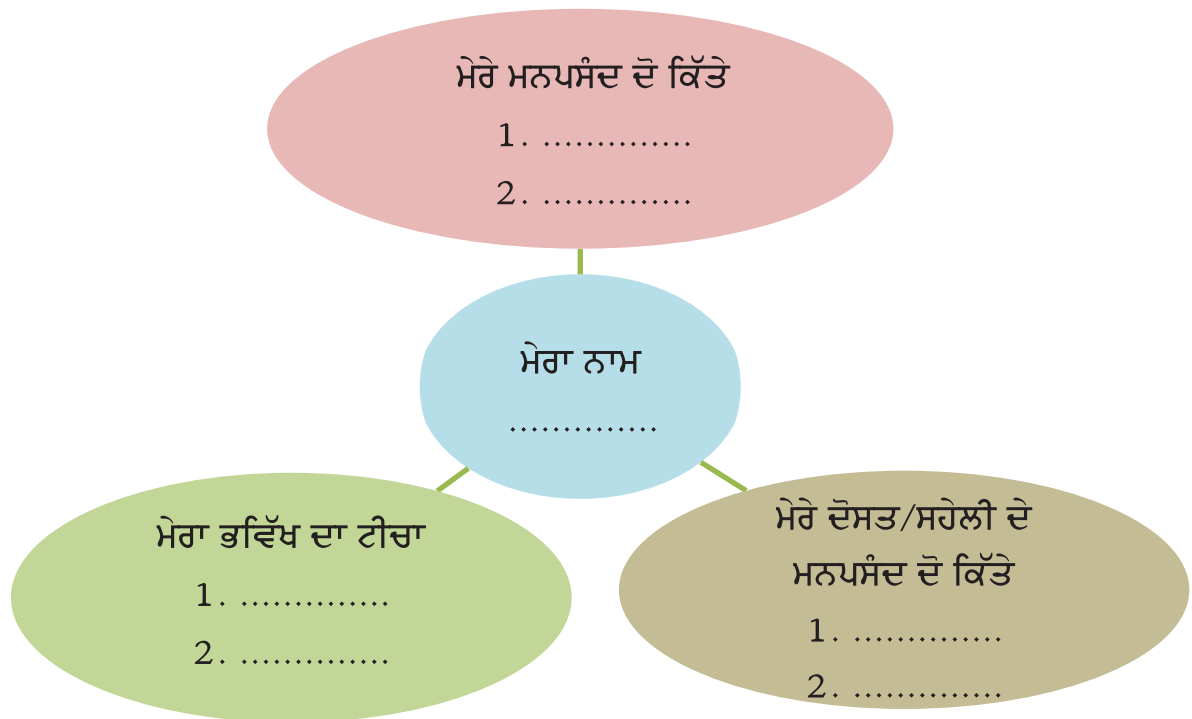 ਮੇਰੇ ਮਨਪਸੰਦ ਦੋ ਕਿੱਤੇ
1. ..............
2. ..............
ਮੇਰਾ ਨਾਮ
..............
ਮੇਰਾ ਭਵਿੱਖ ਦਾ ਟੀਚਾ
1. ..............
2. ..............
ਮੇਰੇ ਦੋਸਤ/ਸਹੇਲੀ ਦੇ
ਮਨਪਸੰਦ ਦੋ ਕਿੱਤੇ
1. ..............
2. ..............